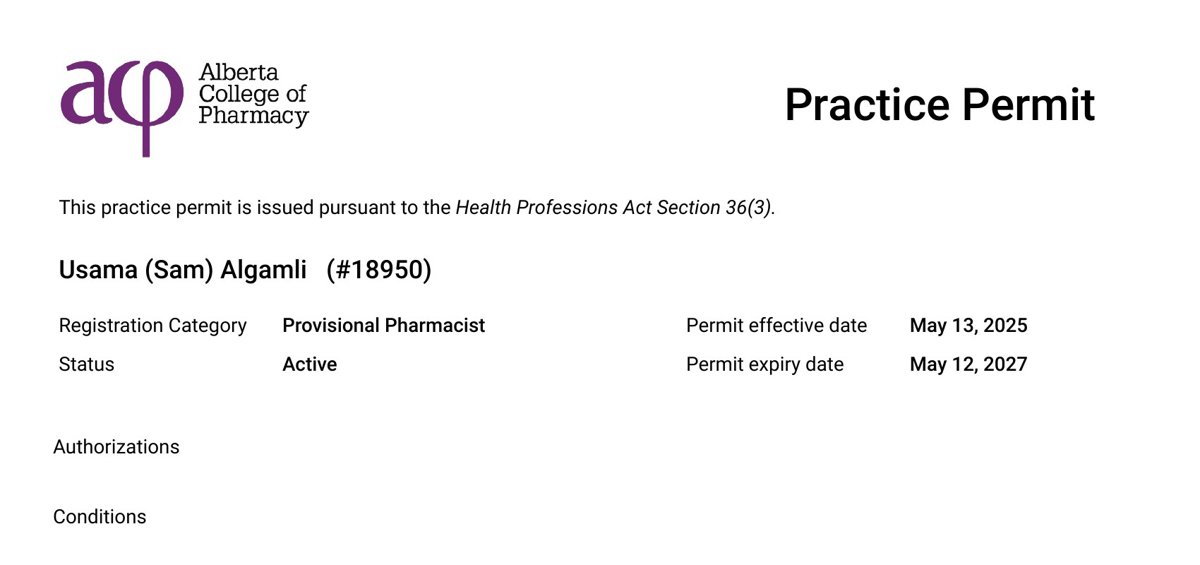 acp Alberta
College of
Pharmacy
Practice Permit
This practice permit is issued pursuant to the Health Professions Act Section 36(3).
Usama (Sam) Algamli (#18950)
Registration Category Provisional Pharmacist Permit effective date May 13, 2025
Status Active Permit expiry date May 12, 2027
Authorizations
Conditions